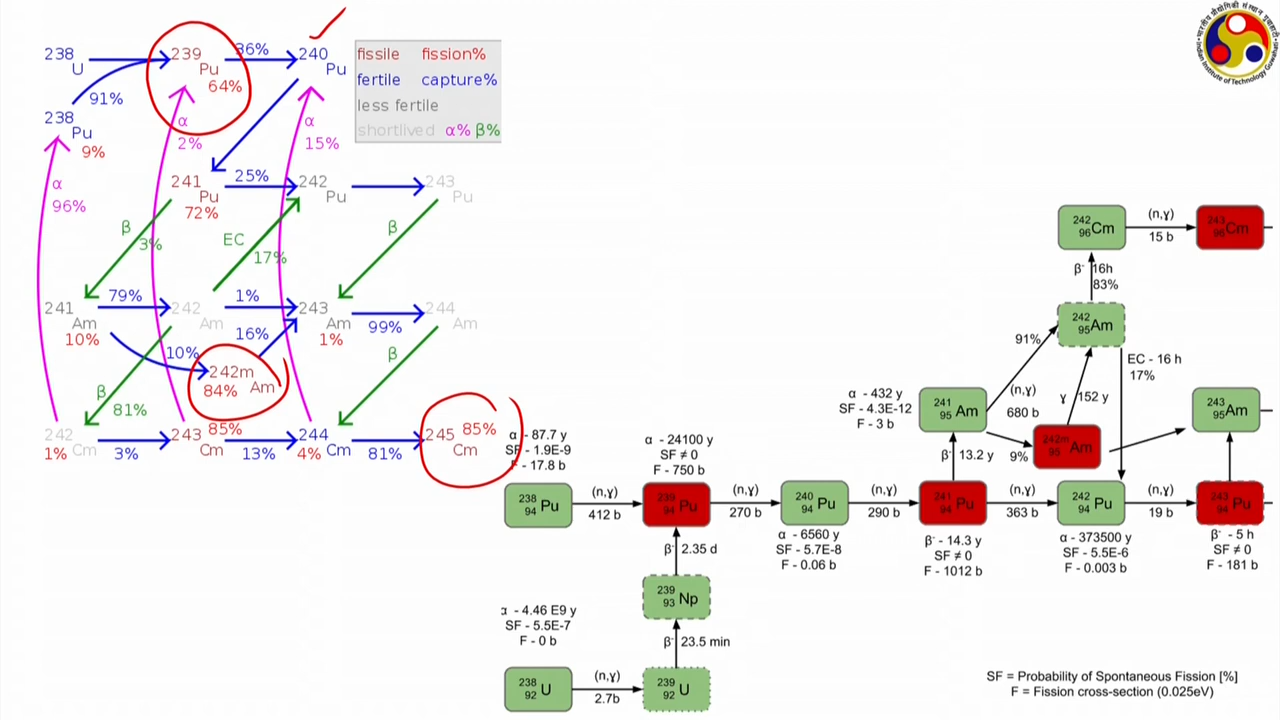 238 U
239 Pu 64%
36%
240 Pu
91%
238 Pu 9%
fissile fission%
fertile capture%
less fertile
shortlived α% β%
α 2%
α 15%
α 96%
241 Pu 72%
25%
242 Pu
243 Pu
β 3%
EC 17%
β
241 Am 10%
79%
242 Am
1%
243 Am 1%
99%
244 Am
16%
10%
242m Am 84%
β 81%
β
242 Cm 1%
3%
243 Cm 85%
13%
244 Cm 4%
81%
245 Cm 85%
α - 87.7 y
SF - 1.9E-9
F - 17.8 b
238 94 Pu
(n,γ)
412 b
α - 24100 y
SF ≠ 0
F - 750 b
239 94 Pu
(n,γ)
270 b
240 94 Pu
α - 6560 y
SF - 5.7E-8
F - 0.06 b
(n,γ)
290 b
241 94 Pu
β⁻ - 14.3 y
SF ≠ 0
F - 1012 b
(n,γ)
363 b
242 94 Pu
α - 373500 y
SF - 5.5E-6
F - 0.003 b
(n,γ)
19 b
243 94 Pu
β⁻ - 5 h
SF ≠ 0
F - 181 b
β⁻ 13.2 y
α - 432 y
SF - 4.3E-12
F - 3 b
241 95 Am
91%
(n,γ)
680 b
9%
242m 95 Am
γ 152 y
242 95 Am
EC - 16 h
17%
243 95 Am
β⁻ 16h
83%
242 96 Cm
(n,γ)
15 b
243 96 Cm
β⁻ 2.35 d
239 93 Np
β⁻ 23.5 min
α - 4.46 E9 y
SF - 5.5E-7
F - 0 b
238 92 U
(n,γ)
2.7b
239 92 U
SF = Probability of Spontaneous Fission [%]
F = Fission cross-section (0.025eV)
Indian Institute of Technology Guwahati